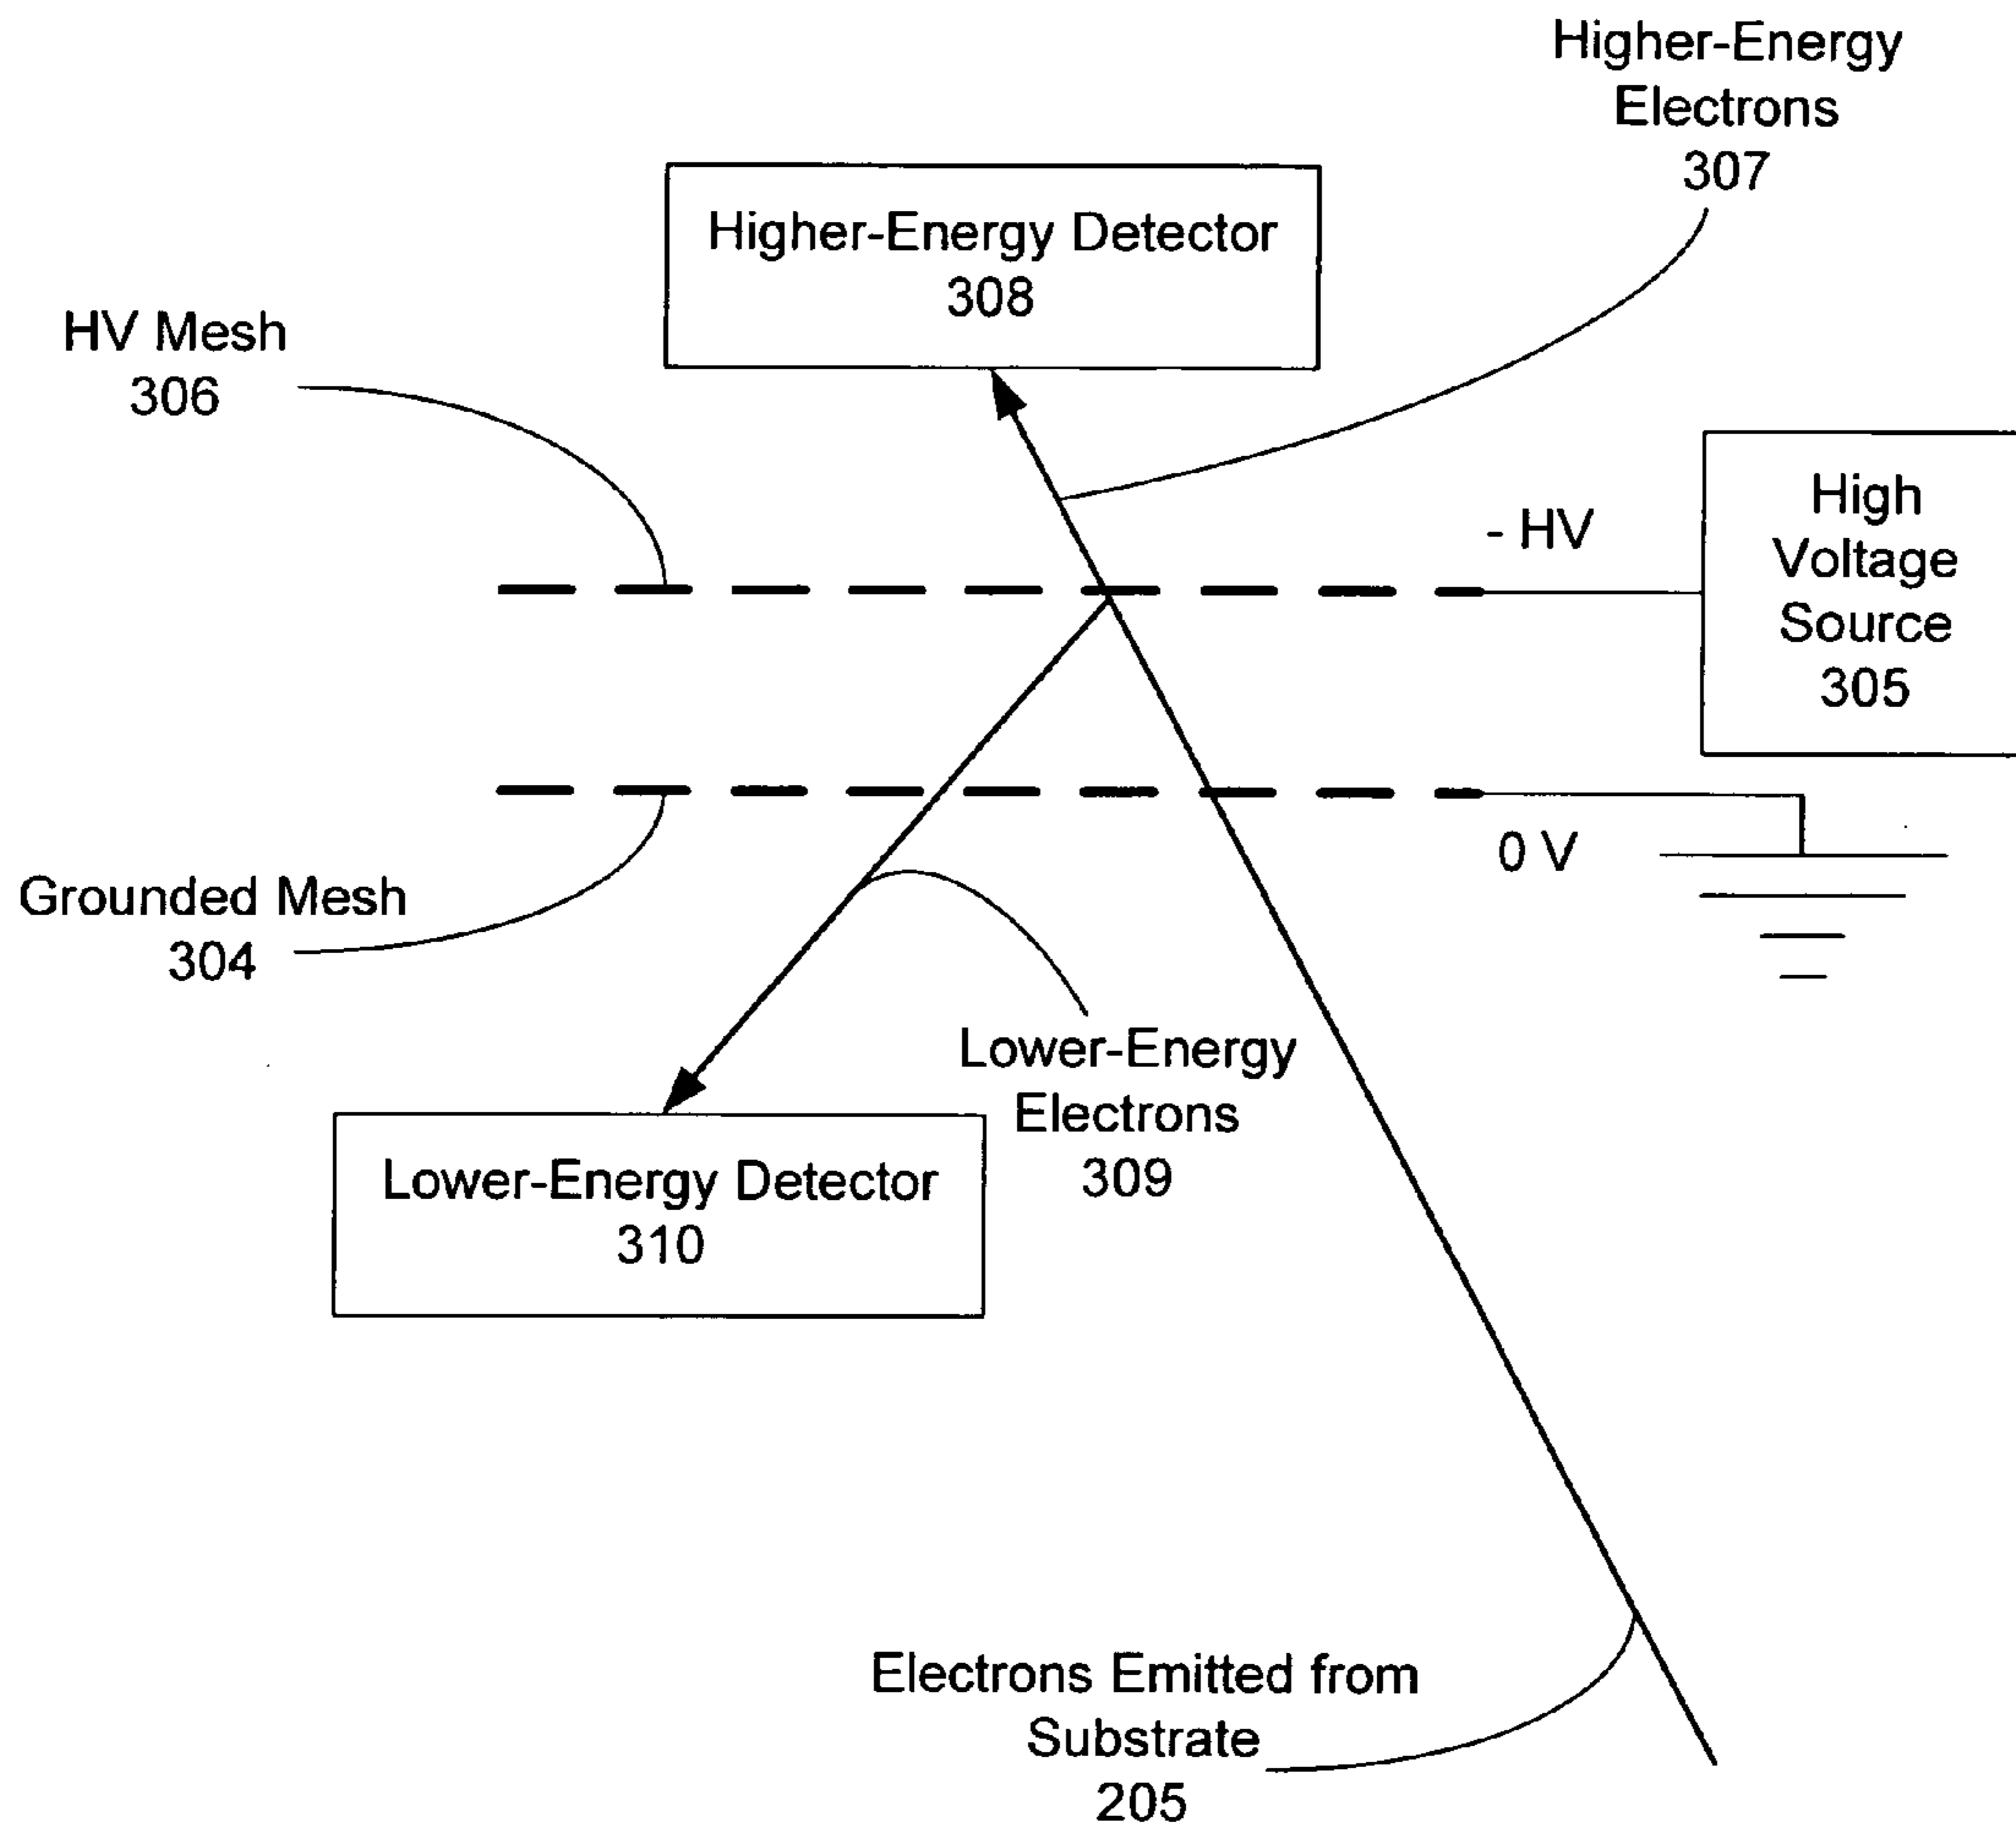 Higher-Energy
Electrons
307
Higher-Energy Detector
308
HV Mesh
306
- HV
High
Voltage
Source
305
0 V
Grounded Mesh
304
Lower-Energy
Electrons
309
Lower-Energy Detector
310
Electrons Emitted from
Substrate
205